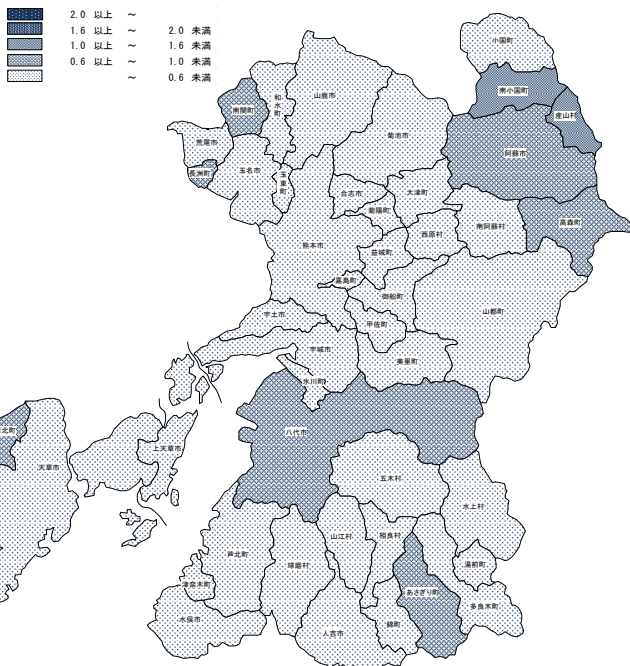 2.0 以上 ～
1.6 以上 ～ 2.0 未満
1.0 以上 ～ 1.6 未満
0.6 以上 ～ 1.0 未満
～ 0.6 未満
小国町
南小国町
産山村
山鹿市
和水町
南関町
菊池市
荒尾市
長洲町
玉名市
玉東町
阿蘇市
合志市
大津町
菊陽町
高森町
南阿蘇村
西原村
熊本市
益城町
嘉島町
御船町
山都町
宇土市
甲佐町
宇城市
美里町
氷川町
八代市
上天草市
北町
天草市
五木村
水上村
山江村
相良村
芦北町
球磨村
湯前町
津奈木町
あさぎり町
多良木町
水俣市
錦町
人吉市